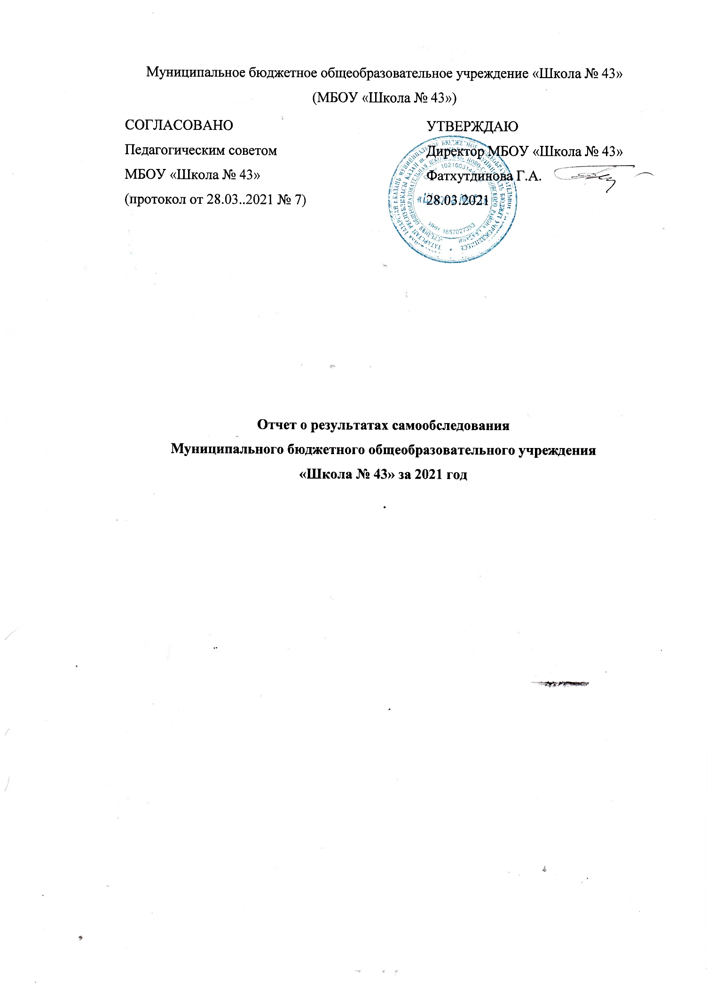 Муниципальное бюджетное общеобразовательное учреждение «Школа № 43»
(МБОУ «Школа № 43»)
СОГЛАСОВАНО
Педагогическим советом
МБОУ «Школа № 43»
(протокол от 28.03..2021 № 7)
УТВЕРЖДАЮ
Директор МБОУ «Школа № 43»
Фатхутдинова Г.А.
28.03.2021
ИНН 1657027353
Отчет о результатах самообследования
Муниципального бюджетного общеобразовательного учреждения
«Школа № 43» за 2021 год